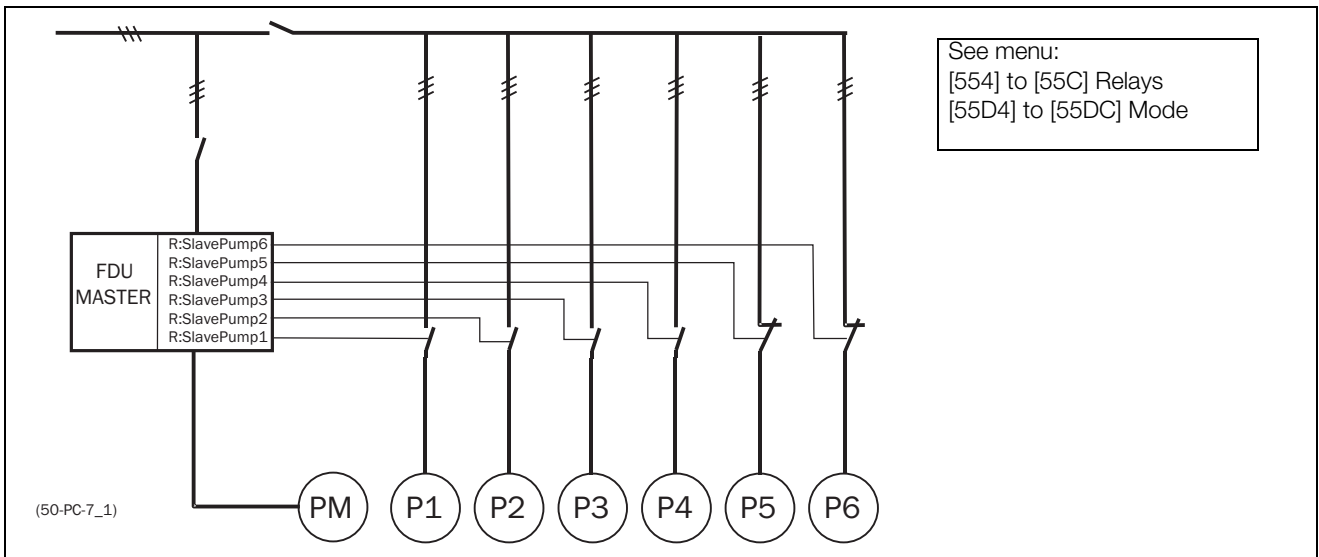 See menu:
[554] to [55C] Relays
[55D4] to [55DC] Mode
FDU
MASTER
R:SlavePump6
R:SlavePump5
R:SlavePump4
R:SlavePump3
R:SlavePump2
R:SlavePump1
(50-PC-7_1)
PM
P1
P2
P3
P4
P5
P6